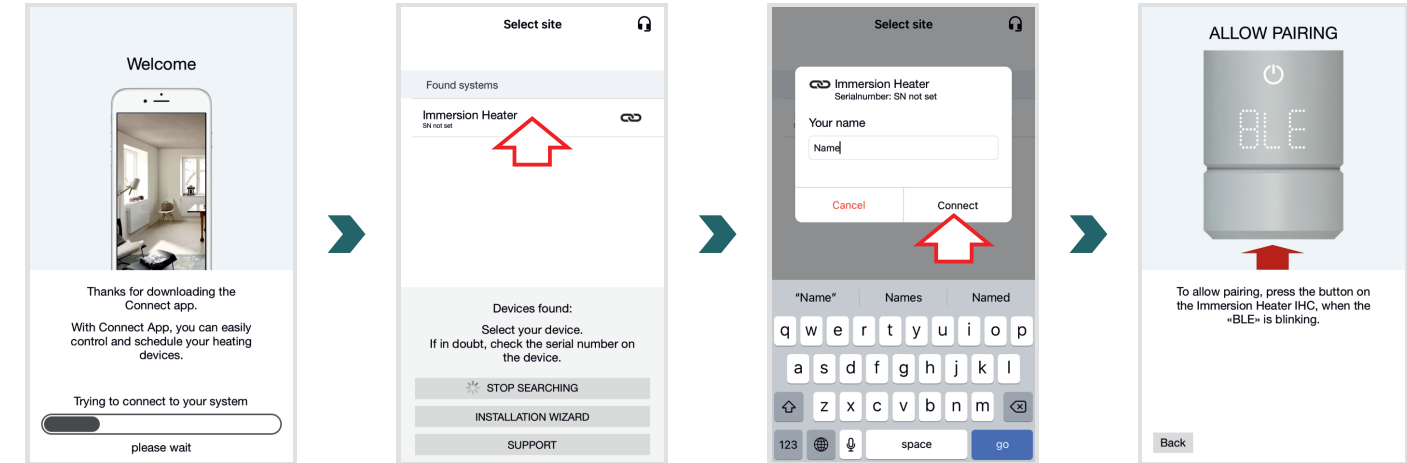 Welcome
Thanks for downloading the
Connect app.
With Connect App, you can easily
control and schedule your heating
devices.
Trying to connect to your system
please wait
Select site
Found systems
Immersion Heater
SN not set
Devices found:
Select your device.
If in doubt, check the serial number on
the device.
STOP SEARCHING
INSTALLATION WIZARD
SUPPORT
Select site
Immersion Heater
Serialnumber: SN not set
Your name
Name
Cancel
Connect
"Name"
Names
Named
q w e r t y u i o p
a s d f g h j k l
z x c v b n m
123
space
go
ALLOW PAIRING
BLE
To allow pairing, press the button on
the Immersion Heater IHC, when the
«BLE» is blinking.
Back